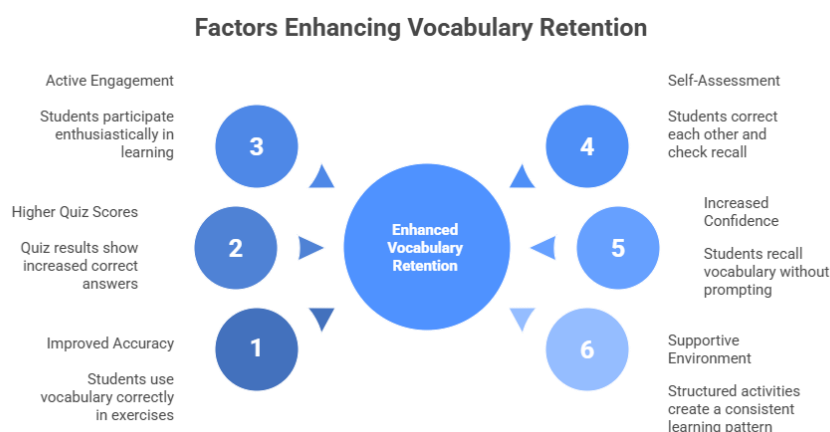 Factors Enhancing Vocabulary Retention
Active Engagement
Students participate
enthusiastically in
learning
3
Higher Quiz Scores
Quiz results show
increased correct
answers
2
Improved Accuracy
Students use
vocabulary correctly
in exercises
1
Enhanced
Vocabulary
Retention
Self-Assessment
Students correct
each other and
check recall
4
Increased
Confidence
Students recall
vocabulary without
prompting
5
Supportive
Environment
Structured activities
create a consistent
learning pattern
6